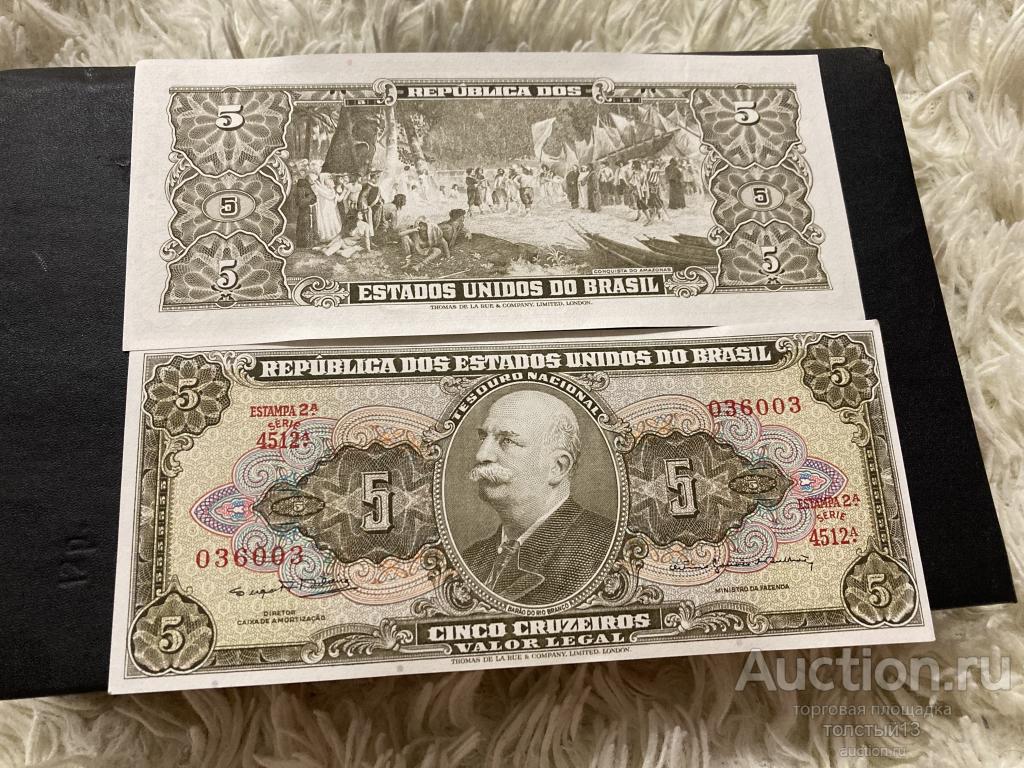 REPÚBLICA DOS
5 5
5 5
5 5
CONQUISTA DO AMAZONAS
ESTADOS UNIDOS DO BRASIL
THOMAS DE LA RUE & COMPANY, LIMITED, LONDON.
REPÚBLICA DOS ESTADOS UNIDOS DO BRASIL
5 5
TESOURO NACIONAL
ESTAMPA 2ª
SÉRIE
4512ª
036003
5 5
5 5
036003
ESTAMPA 2ª
SÉRIE
4512ª
DIRETOR
CAIXA DE AMORTIZAÇÃO
MINISTRO DA FAZENDA
BARÃO DO RIO BRANCO
5 5
CINCO CRUZEIROS
VALOR LEGAL
THOMAS DE LA RUE & COMPANY, LIMITED, LONDON.
Auction.ru
торговая площадка
толстый13
auction.ru